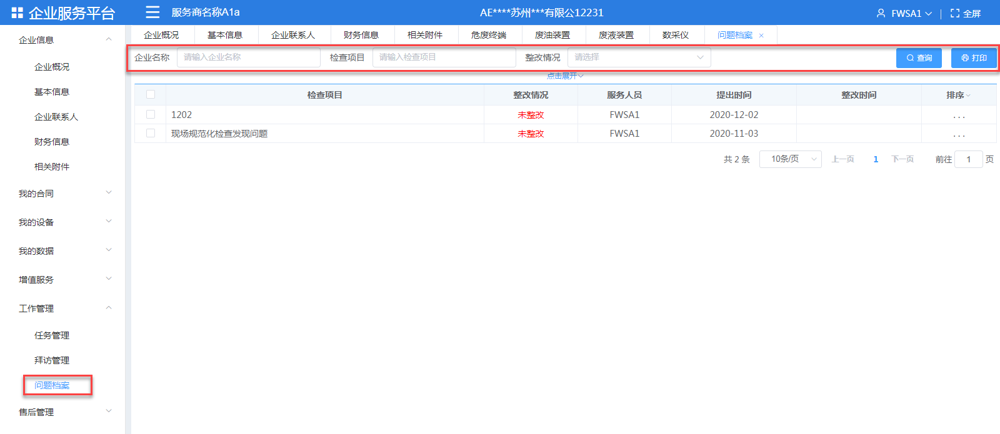 企业服务平台 服务商名称A1a AE****苏州***有限公12231 FWSA1 全屏
企业信息
企业概况
基本信息
企业联系人
财务信息
相关附件
我的合同
我的设备
我的数据
增值服务
工作管理
任务管理
拜访管理
问题档案
售后管理
企业概况 基本信息 企业联系人 财务信息 相关附件 危废终端 废油装置 废液装置 数采仪 问题档案 ×
企业名称 请输入企业名称 检查项目 请输入检查项目 整改情况 请选择 查询 打印
点击展开
检查项目 整改情况 服务人员 提出时间 整改时间 排序
1202 未整改 FWSA1 2020-12-02 ...
现场规范化检查发现问题 未整改 FWSA1 2020-11-03 ...
共 2 条 10条/页 上一页 1 下一页 前往 1 页